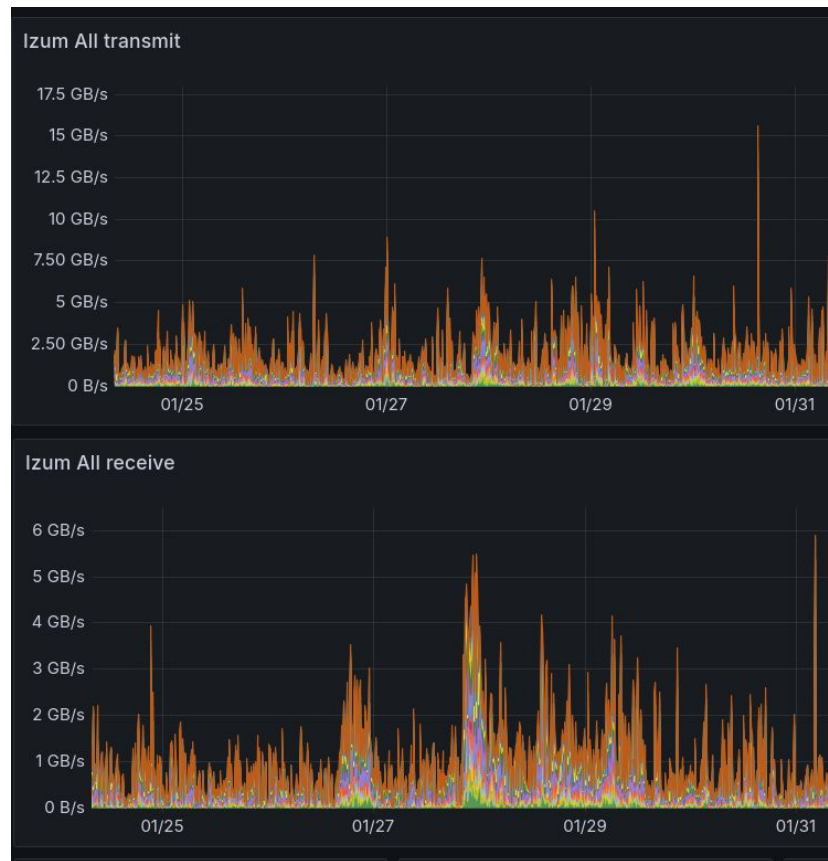 Izum All transmit
17.5 GB/s
15 GB/s
12.5 GB/s
10 GB/s
7.50 GB/s
5 GB/s
2.50 GB/s
0 B/s
01/25 01/27 01/29 01/31
Izum All receive
6 GB/s
5 GB/s
4 GB/s
3 GB/s
2 GB/s
1 GB/s
0 B/s
01/25 01/27 01/29 01/31